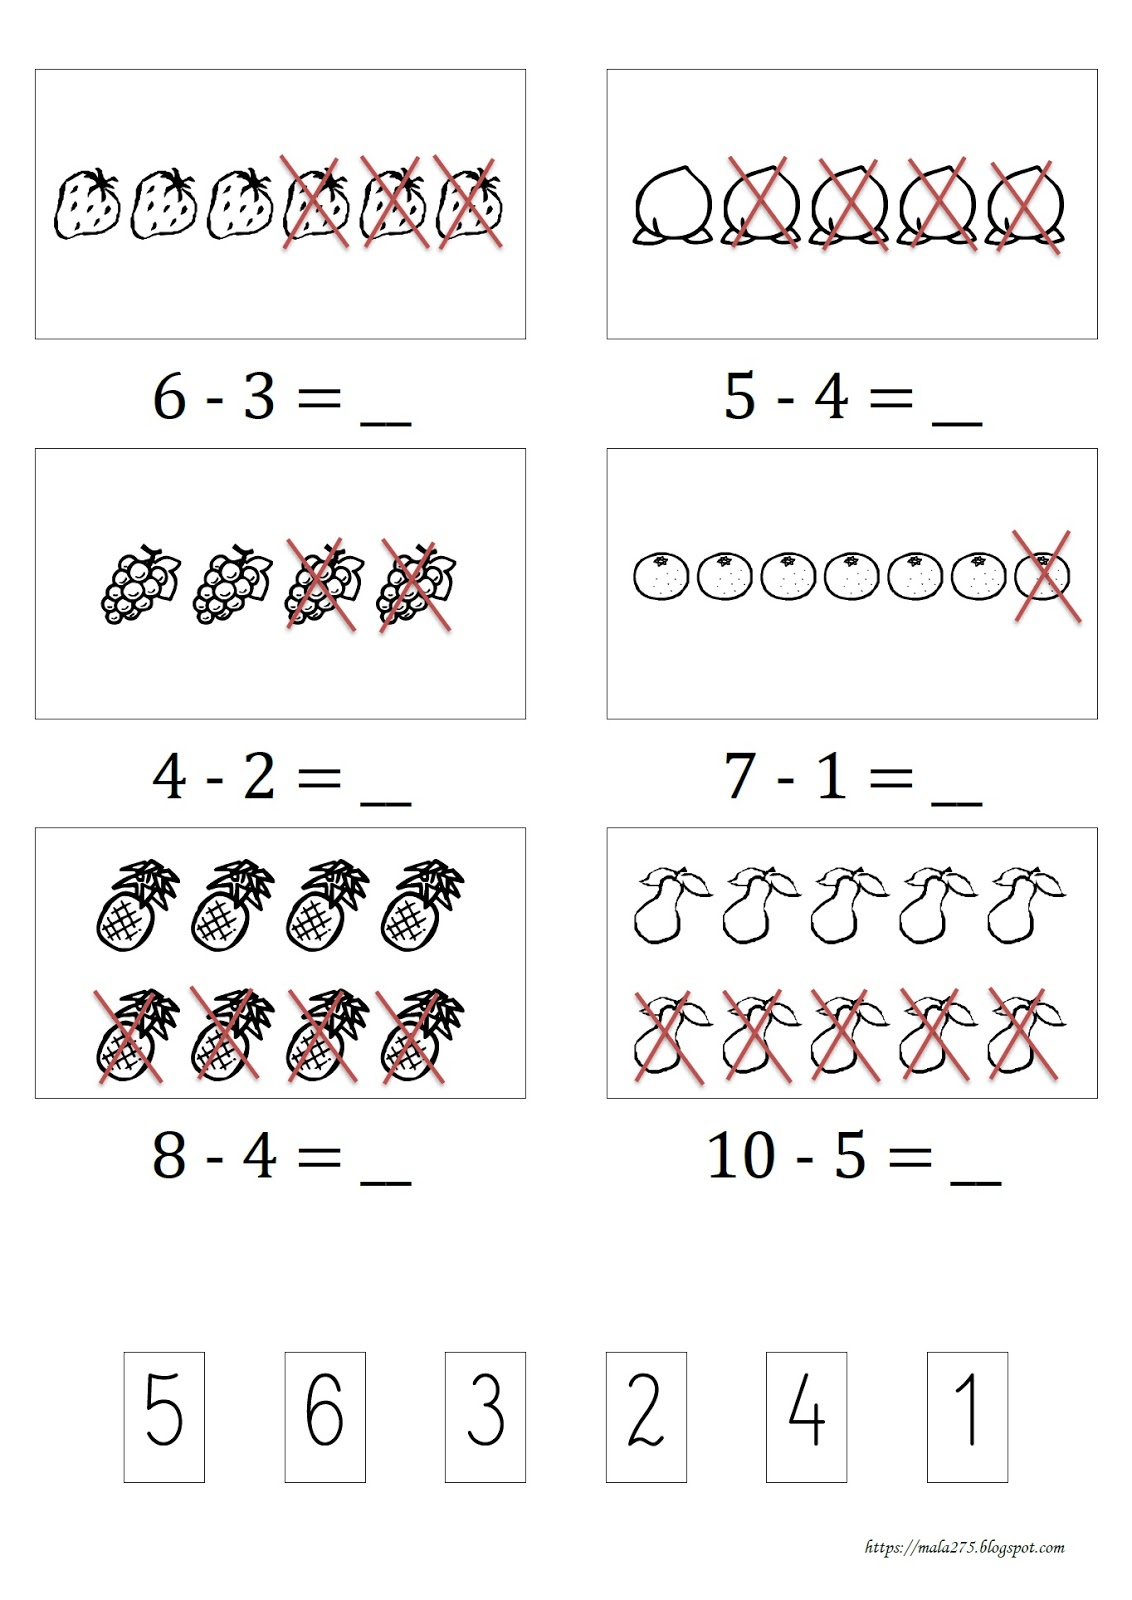 6 - 3 = __
5 - 4 = __
4 - 2 = __
7 - 1 = __
8 - 4 = __
10 - 5 = __
5 6 3 2 4 1
https://mala275.blogspot.com